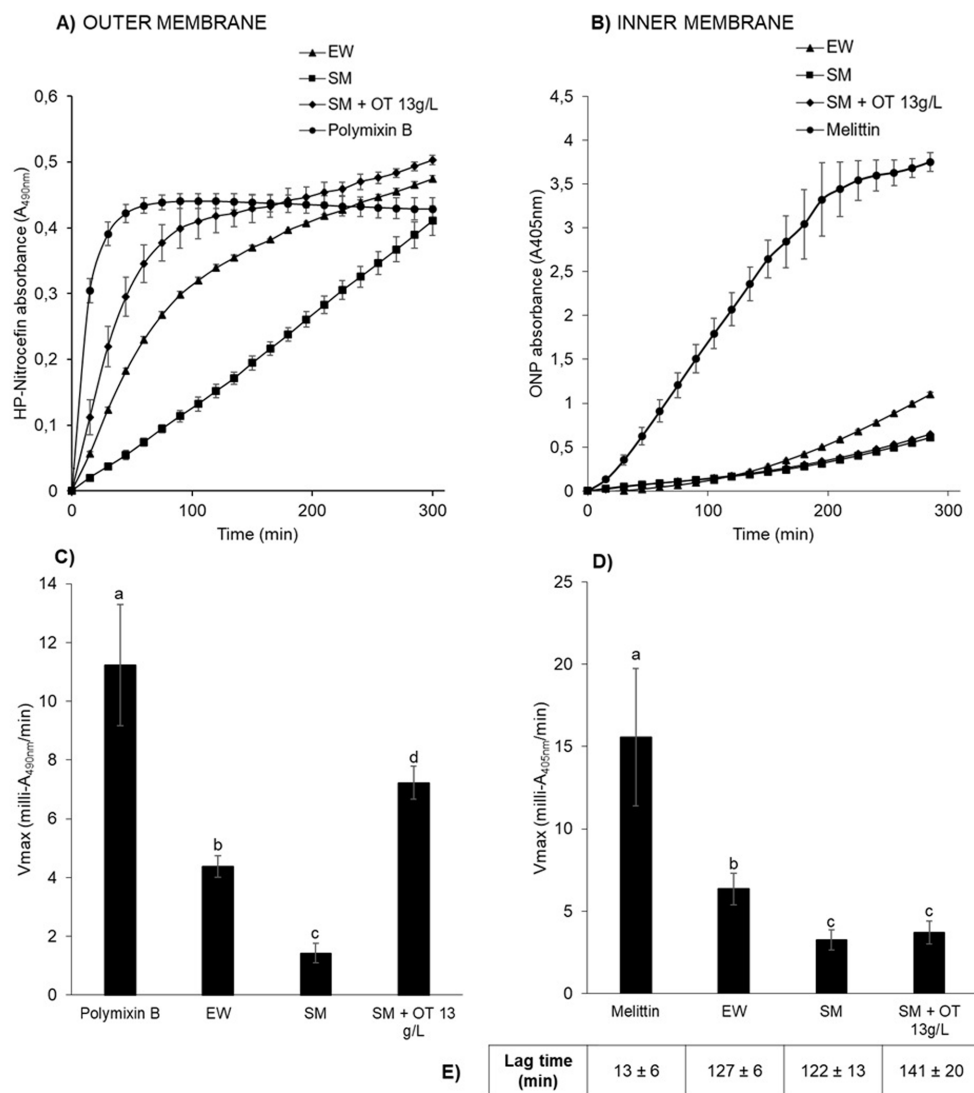 A) OUTER MEMBRANE
EW
SM
SM + OT 13g/L
Polymixin B
0,6
0,5
0,4
0,3
0,2
0,1
0
HP-Nitrocefin absorbance (A490nm)
0
100
200
300
Time (min)
B) INNER MEMBRANE
EW
SM
SM + OT 13g/L
Melittin
4,5
4
3,5
3
2,5
2
1,5
1
0,5
0
ONP absorbance (A405nm)
0
100
200
300
Time (min)
C)
14
12
10
8
6
4
2
0
Vmax (milli-A490nm/min)
a
b
c
d
Polymixin B
EW
SM
SM + OT 13
g/L
D)
25
20
15
10
5
0
Vmax (milli-A405nm/min)
a
b
c
c
Melittin
EW
SM
SM + OT
13g/L
E)
Lag time
(min)
13 ± 6
127 ± 6
122 ± 13
141 ± 20